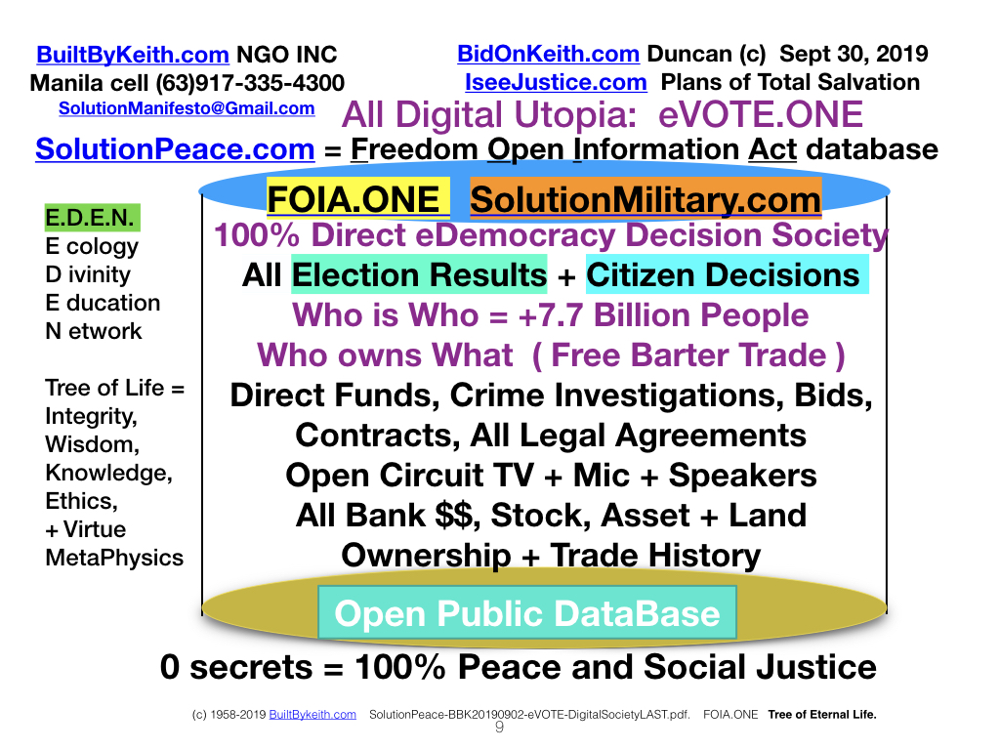 BuiltByKeith.com NGO INC
Manila cell (63)917-335-4300
SolutionManifesto@Gmail.com
BidOnKeith.com Duncan (c) Sept 30, 2019
IseeJustice.com Plans of Total Salvation
All Digital Utopia: eVOTE.ONE
SolutionPeace.com = Freedom Open Information Act database
FOIA.ONE SolutionMilitary.com
100% Direct eDemocracy Decision Society
All Election Results + Citizen Decisions
Who is Who = +7.7 Billion People
Who owns What ( Free Barter Trade )
Direct Funds, Crime Investigations, Bids,
Contracts, All Legal Agreements
Open Circuit TV + Mic + Speakers
All Bank $$, Stock, Asset + Land
Ownership + Trade History
Open Public DataBase
E.D.E.N.
E cology
D ivinity
E ducation
N etwork
Tree of Life =
Integrity,
Wisdom,
Knowledge,
Ethics,
+ Virtue
MetaPhysics
0 secrets = 100% Peace and Social Justice
(c) 1958-2019 BuiltBykeith.com SolutionPeace-BBK20190902-eVOTE-DigitalSocietyLAST.pdf. FOIA.ONE Tree of Eternal Life.
9